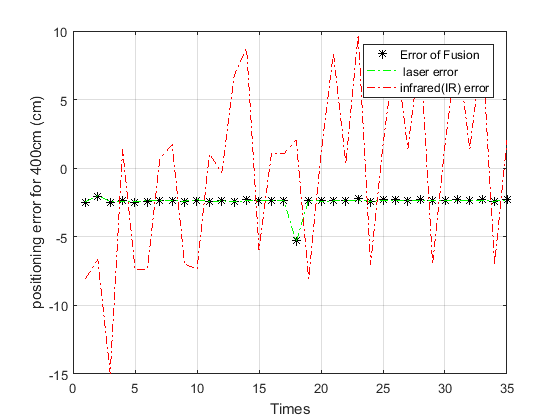 10
5
0
-5
-10
-15
0
5
10
15
20
25
30
35
Times
positioning error for 400cm (cm)
Error of Fusion
laser error
infrared(IR) error